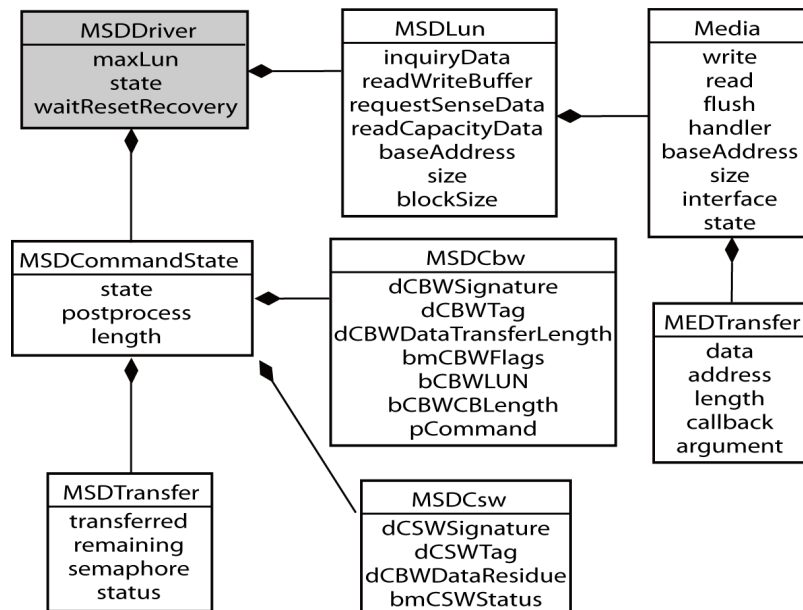 MSDDriver
maxLun
state
waitResetRecovery
MSDLun
inquiryData
readWriteBuffer
requestSenseData
readCapacityData
baseAddress
size
blockSize
Media
write
read
flush
handler
baseAddress
size
interface
state
MSDCommandState
state
postprocess
length
MSDCbw
dCBWSignature
dCBWTag
dCBWDataTransferLength
bmCBWFlags
bCBWLUN
bCBWCBLength
pCommand
MEDTransfer
data
address
length
callback
argument
MSDTransfer
transferred
remaining
semaphore
status
MSDCsw
dCSWSignature
dCSWTag
dCBWDataResidue
bmCSWStatus